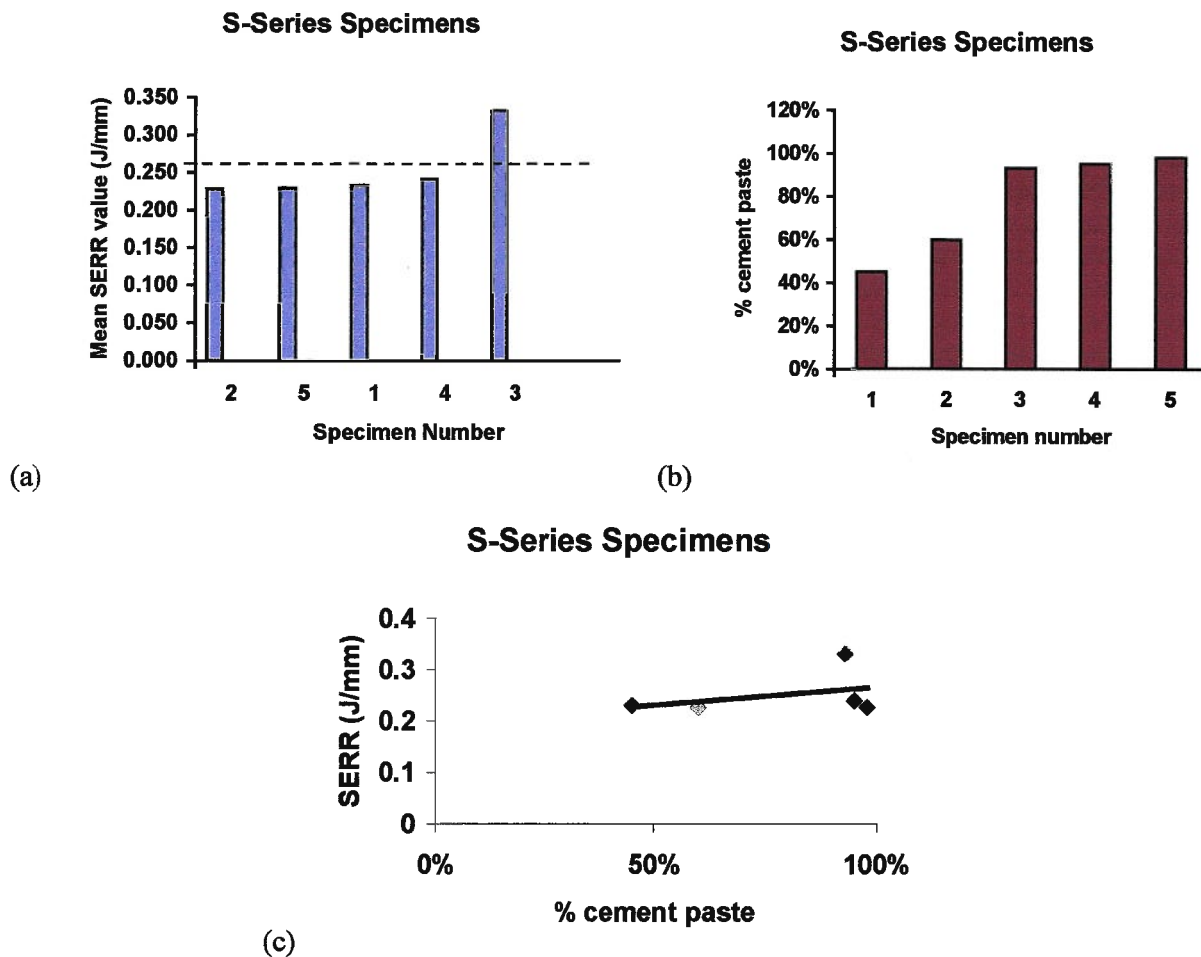 S-Series Specimens
Mean SERR value (J/mm)
0.350
0.300
0.250
0.200
0.150
0.100
0.050
0.000
2 5 1 4 3
Specimen Number
(a)
S-Series Specimens
% cement paste
120%
100%
80%
60%
40%
20%
0%
1 2 3 4 5
Specimen number
(b)
S-Series Specimens
SERR (J/mm)
0.4
0.3
0.2
0.1
0
0% 50% 100%
% cement paste
(c)